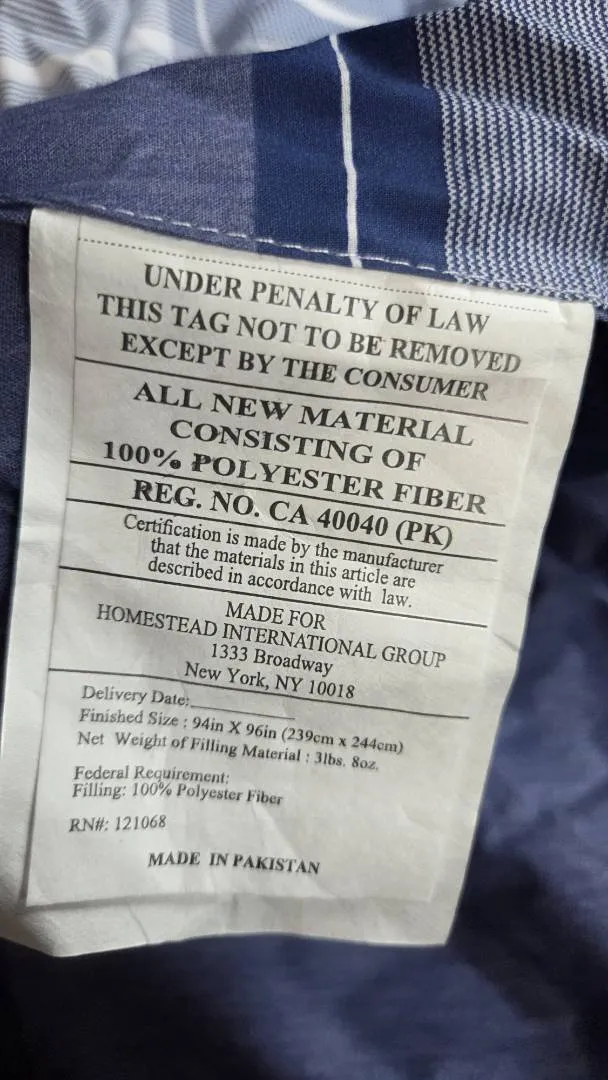 UNDER PENALTY OF LAW
THIS TAG NOT TO BE REMOVED
EXCEPT BY THE CONSUMER
ALL NEW MATERIAL
CONSISTING OF
100% POLYESTER FIBER
REG. NO. CA 40040 (PK)
Certification is made by the manufacturer
that the materials in this article are
described in accordance with law.
MADE FOR
HOMESTEAD INTERNATIONAL GROUP
1333 Broadway
New York, NY 10018
Delivery Date:____________
Finished Size : 94in X 96in (239cm x 244cm)
Net Weight of Filling Material : 3lbs. 8oz.
Federal Requirement:
Filling: 100% Polyester Fiber
RN#: 121068
MADE IN PAKISTAN